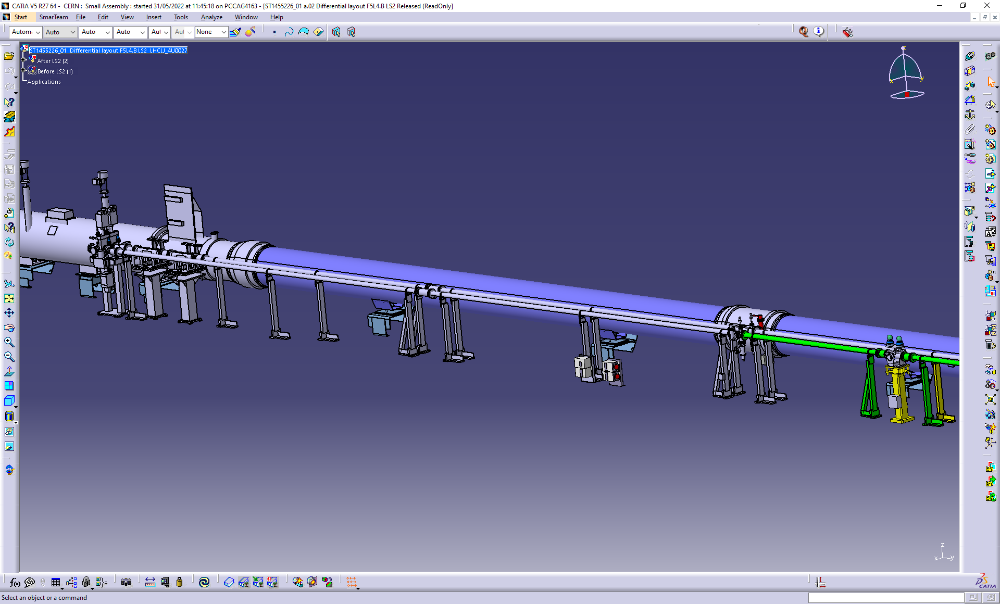 CATIA V5 R27 64 - CERN : Small Assembly : started 31/05/2022 at 11:45:18 on PCCAG4163 - [ST1455226_01 a.02 Differential layout F5L4.B LS2 Released (ReadOnly)]
Start SmarTeam File Edit View Insert Tools Analyze Window Help
Auto Auto Auto Aut Aut None
ST1455226_01 Differential layout F5L4.B LS2 LHCLJ_4U0027
After LS2 (2)
Before LS2 (1)
Applications
z
x y
z
x y
f(x)
CATIA
Select an object or a command